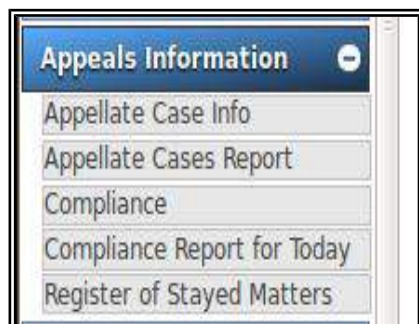 Appeals Information
Appellate Case Info
Appellate Cases Report
Compliance
Compliance Report for Today
Register of Stayed Matters